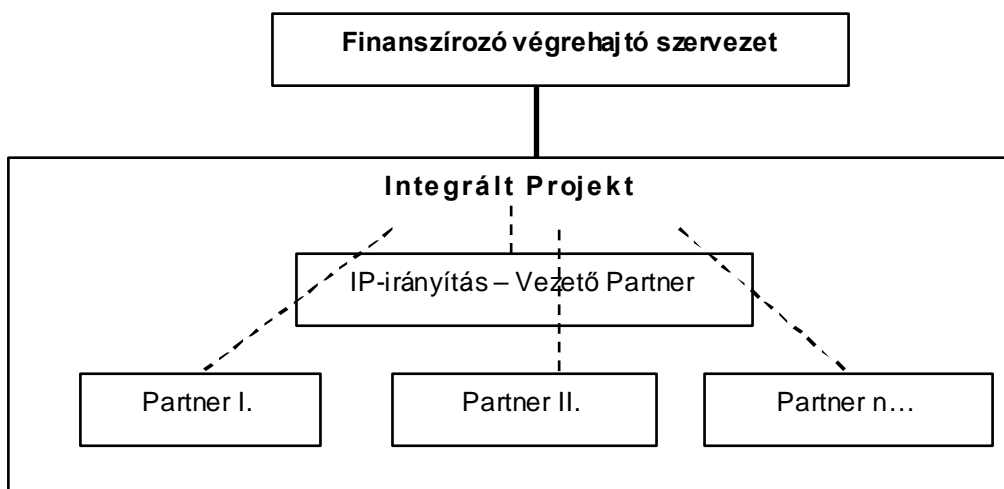 Finanszírozó végrehajtó szervezet
Integrált Projekt
IP-irányítás – Vezető Partner
Partner I.
Partner II.
Partner n…